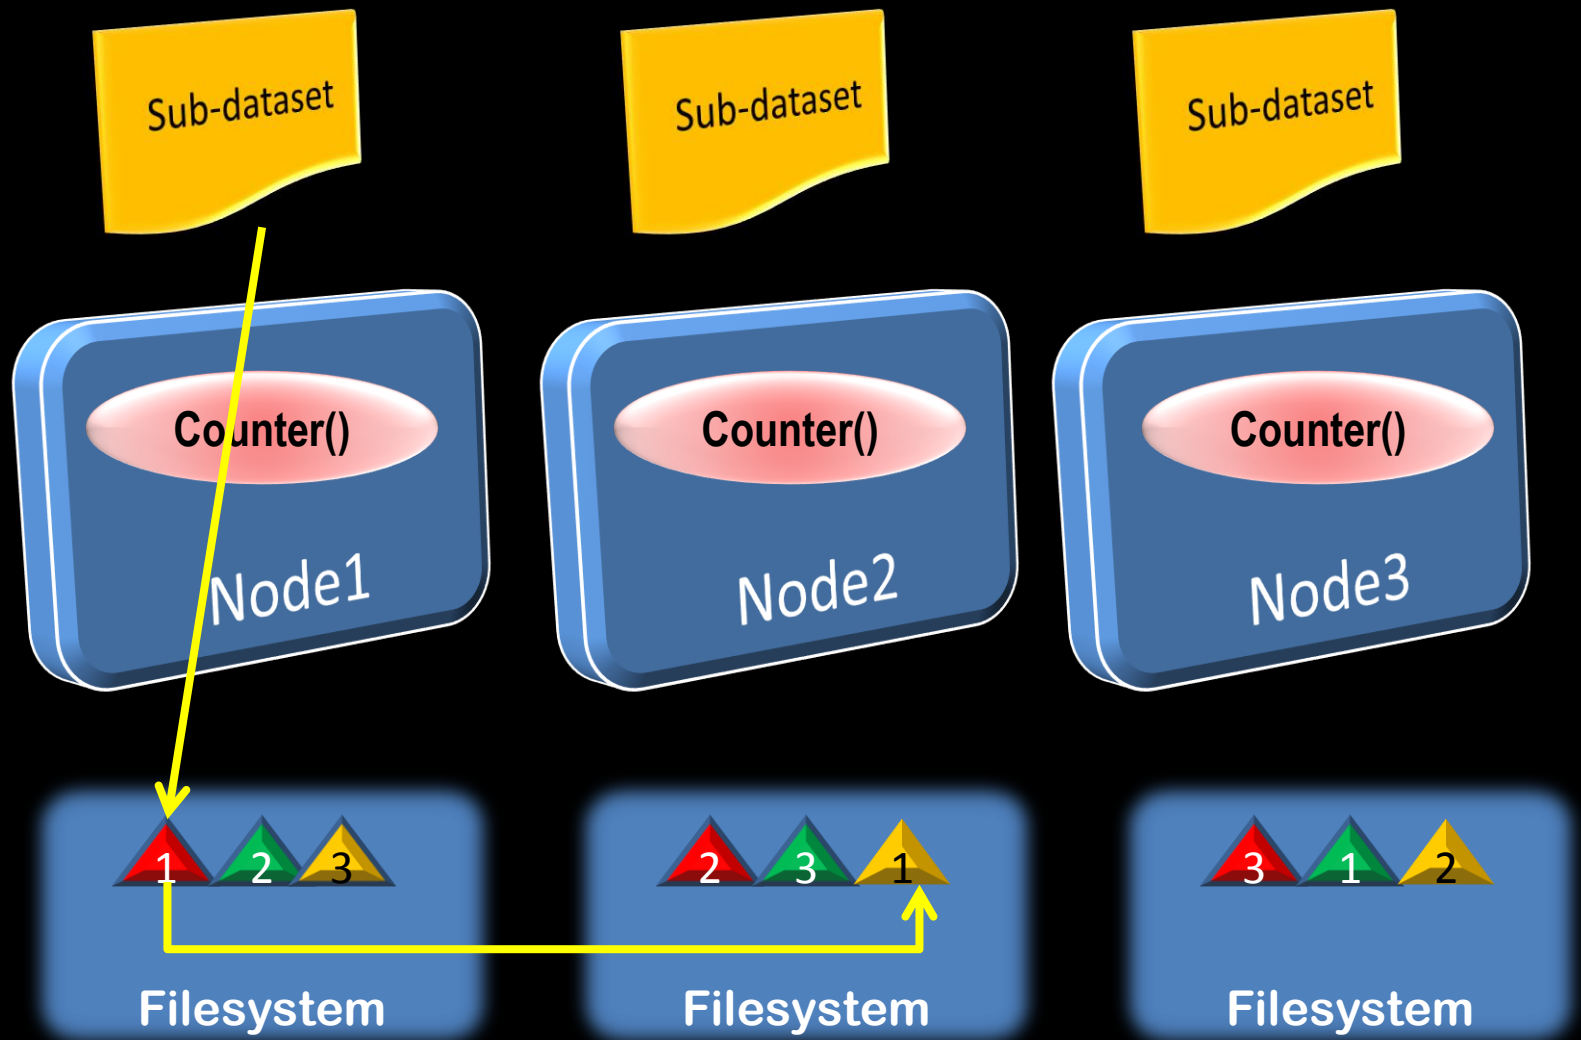 Sub-dataset
Sub-dataset
Sub-dataset
Counter()
Counter()
Counter()
Node1
Node2
Node3
1 2 3
2 3 1
3 1 2
Filesystem
Filesystem
Filesystem